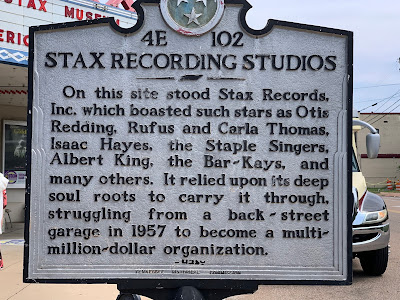 STAX MUSEUM
4E 102
STAX RECORDING STUDIOS
On this site stood Stax Records,
Inc. which boasted such stars as Otis
Redding, Rufus and Carla Thomas,
Isaac Hayes, the Staple Singers,
Albert King, the Bar-Kays, and
many others. It relied upon its deep
soul roots to carry it through,
struggling from a back-street
garage in 1957 to become a multi-
million-dollar organization.